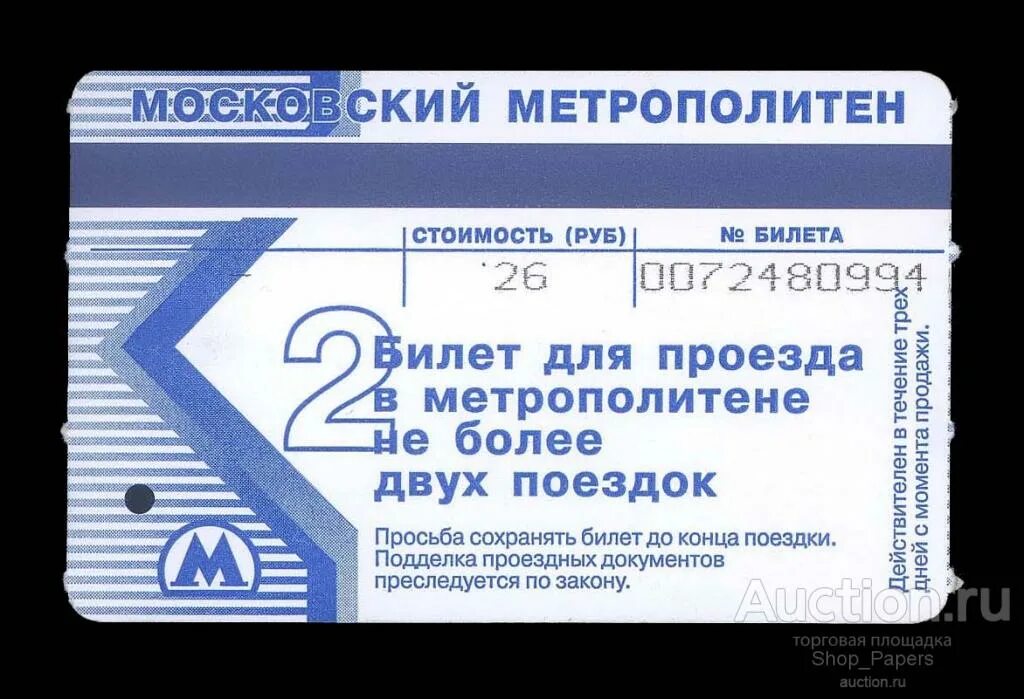 МОСКОВСКИЙ МЕТРОПОЛИТЕН
СТОИМОСТЬ (РУБ)
№ БИЛЕТА
26
0072480994
2
Билет для проезда
в метрополитене
не более
двух поездок
Просьба сохранять билет до конца поездки.
Подделка проездных документов
преследуется по закону.
Действителен в течение трех
дней с момента продажи.
М
Auction.ru
торговая площадка
Shop_Papers
auction.ru